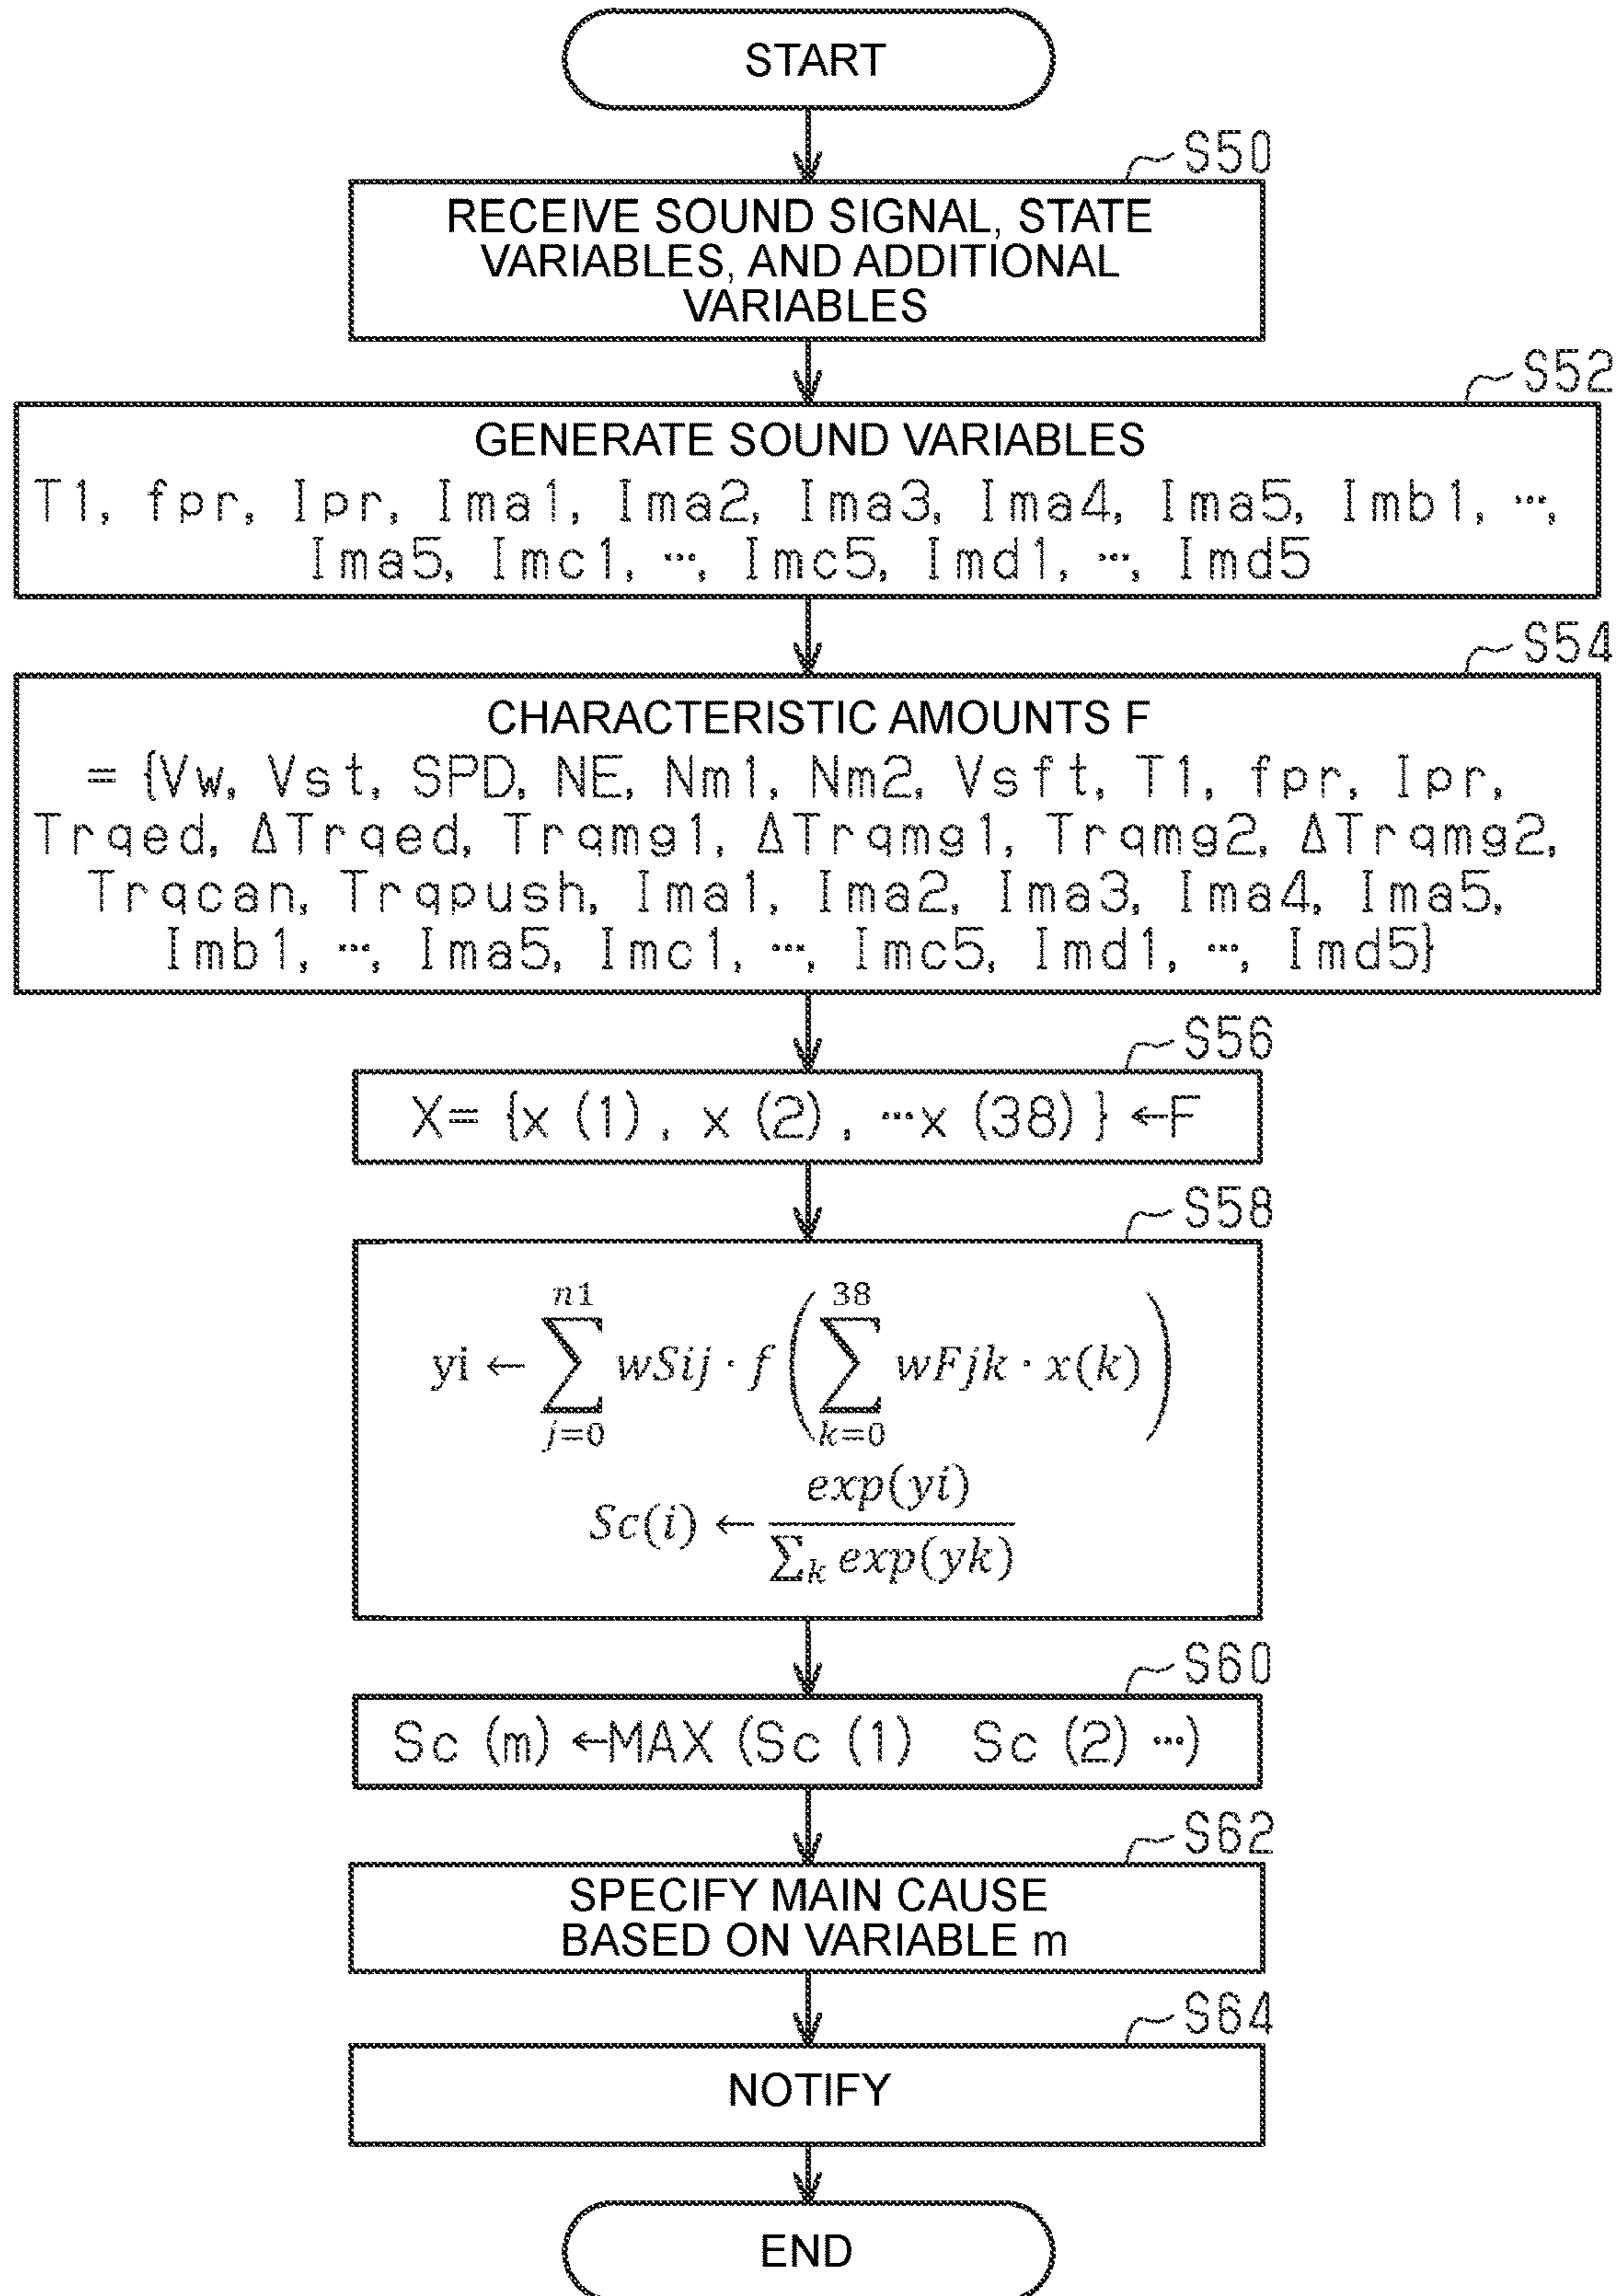 START
S50
RECEIVE SOUND SIGNAL, STATE
VARIABLES, AND ADDITIONAL
VARIABLES
S52
GENERATE SOUND VARIABLES
T1, fpr, Ipr, Ima1, Ima2, Ima3, Ima4, Ima5, Imb1, …,
Ima5, Imc1, …, Imc5, Imd1, …, Imd5
S54
CHARACTERISTIC AMOUNTS F
= {Vw, Vst, SPD, NE, Nm1, Nm2, Vsft, T1, fpr, Ipr,
Trqed, ΔTrqed, Trqmg1, ΔTrqmg1, Trqmg2, ΔTrqmg2,
Trqcan, Trqpush, Ima1, Ima2, Ima3, Ima4, Ima5,
Imb1, …, Ima5, Imc1, …, Imc5, Imd1, …, Imd5}
S56
X= {x (1), x (2), …x (38) } ←F
S58
yi ← ∑_{j=0}^{n1} wSij · f ( ∑_{k=0}^{38} wFjk · x(k) )
Sc(i) ← exp(yi) / ∑_k exp(yk)
S60
Sc (m) ←MAX (Sc (1) Sc (2) …)
S62
SPECIFY MAIN CAUSE
BASED ON VARIABLE m
S64
NOTIFY
END